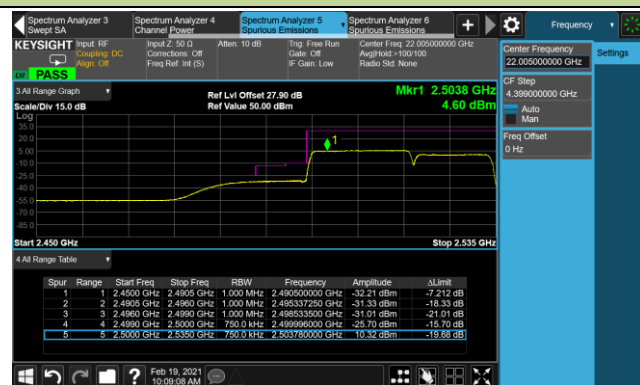 Spectrum Analyzer 3
Swept SA
Spectrum Analyzer 4
Channel Power
Spectrum Analyzer 5
Spurious Emissions
Spectrum Analyzer 6
Spurious Emissions
Frequency
KEYSIGHT
Input: RF
Coupling: DC
Align: Off
Input Z: 50 Ω
Corrections: Off
Freq Ref: Int (S)
Atten: 10 dB
Trig: Free Run
Gate: Off
IF Gain: Low
Center Freq: 22.005000000 GHz
Avg|Hold:>100/100
Radio Std: None
PASS
Center Frequency
22.005000000 GHz
Settings
CF Step
4.399000000 GHz
Auto
Man
Freq Offset
0 Hz
3 All Range Graph
Scale/Div 15.0 dB
Ref Lvl Offset 27.90 dB
Ref Value 50.00 dBm
Mkr1 2.5038 GHz
4.60 dBm
Log
35.0
20.0
5.00
-10.0
-25.0
-40.0
-55.0
-70.0
-85.0
1
Start 2.450 GHz
Stop 2.535 GHz
4 All Range Table
Spur Range Start Freq Stop Freq RBW Frequency Amplitude ΔLimit
1 1 2.4500 GHz 2.4905 GHz 1.000 MHz 2.490500000 GHz -32.21 dBm -7.212 dB
2 2 2.4905 GHz 2.4960 GHz 1.000 MHz 2.495337250 GHz -31.33 dBm -18.33 dB
3 3 2.4960 GHz 2.4990 GHz 1.000 MHz 2.498533500 GHz -31.01 dBm -21.01 dB
4 4 2.4990 GHz 2.5000 GHz 750.0 kHz 2.499996000 GHz -25.70 dBm -15.70 dB
5 5 2.5000 GHz 2.5350 GHz 750.0 kHz 2.503780000 GHz 10.32 dBm -19.68 dB
Feb 19, 2021
10:09:08 AM